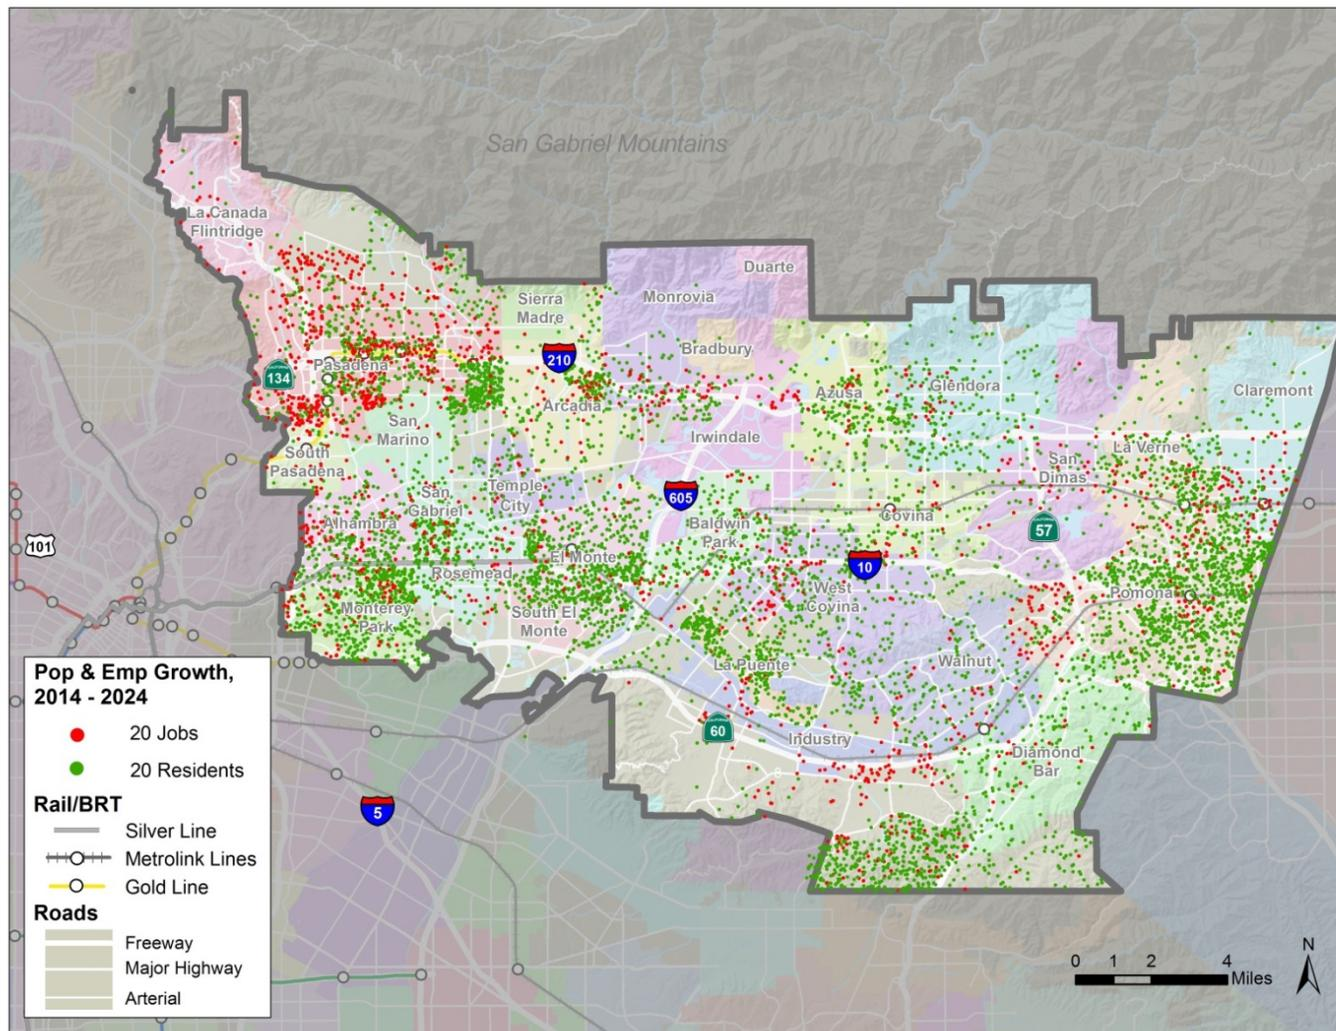 San Gabriel Mountains
La Canada
Flintridge
Duarte
Sierra
Madre
Monrovia
Bradbury
210
Pasadena
CALIFORNIA
134
Arcadia
Azusa
Glendora
Claremont
San
Marino
Irwindale
South
Pasadena
La Verne
San
Dimas
Temple
City
San
Gabriel
605
Alhambra
Baldwin
Park
Covina
CALIFORNIA
57
101
El Monte
10
Rosemead
West
Covina
Pomona
Monterey
Park
South El
Monte
La Puente
Walnut
CALIFORNIA
60
Industry
Diamond
Bar
5
Pop & Emp Growth,
2014 - 2024
20 Jobs
20 Residents
Rail/BRT
Silver Line
Metrolink Lines
Gold Line
Roads
Freeway
Major Highway
Arterial
N
0 1 2 4
Miles